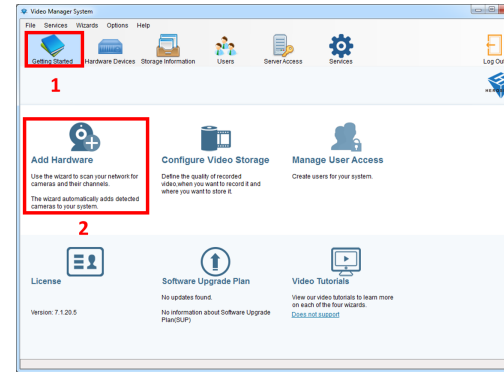 Video Manager System
File Services Wizards Options Help
Getting Started Hardware Devices Storage Information Users Server Access Services Log Out
1
Add Hardware Configure Video Storage Manage User Access
Use the wizard to scan your network for
cameras and their channels.
The wizard automatically adds detected
cameras to your system.
Define the quality of recorded
video,when you want to record it and
where you want to store it.
Create users for your system.
2
License Software Upgrade Plan Video Tutorials
Version: 7.1.20.5
No updates found.
No information about Software Upgrade
Plan(SUP)
View our video tutorials to learn more
on each of the four wizards.
Does not support